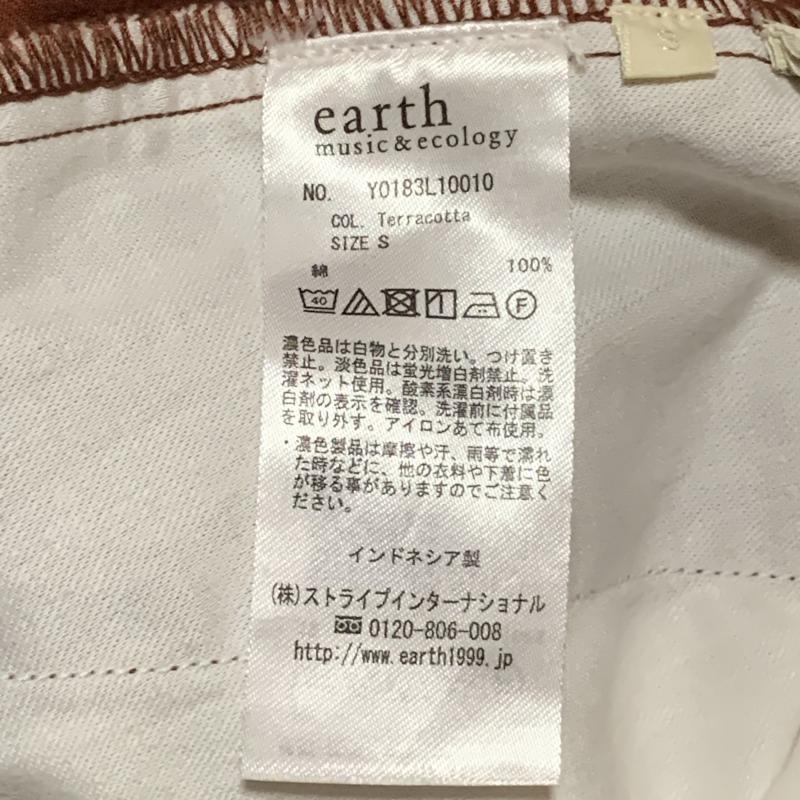 earth
music&ecology
NO. Y0183L10010
COL. Terracotta
SIZE S
綿 100%
40 F
濃色品は白物と分別洗い。つけ置き
禁止。淡色品は蛍光増白剤禁止。洗
濯ネット使用。酸素系漂白剤時は漂
白剤の表示を確認。洗濯前に付属品
を取り外す。アイロンあて布使用。
・濃色製品は摩擦や汗、雨等で濡れ
た時などに、他の衣料や下着に色
が移る事がありますのでご注意く
ださい。
インドネシア製
(株)ストライプインターナショナル
0120-806-008
http://www.earth1999.jp
S